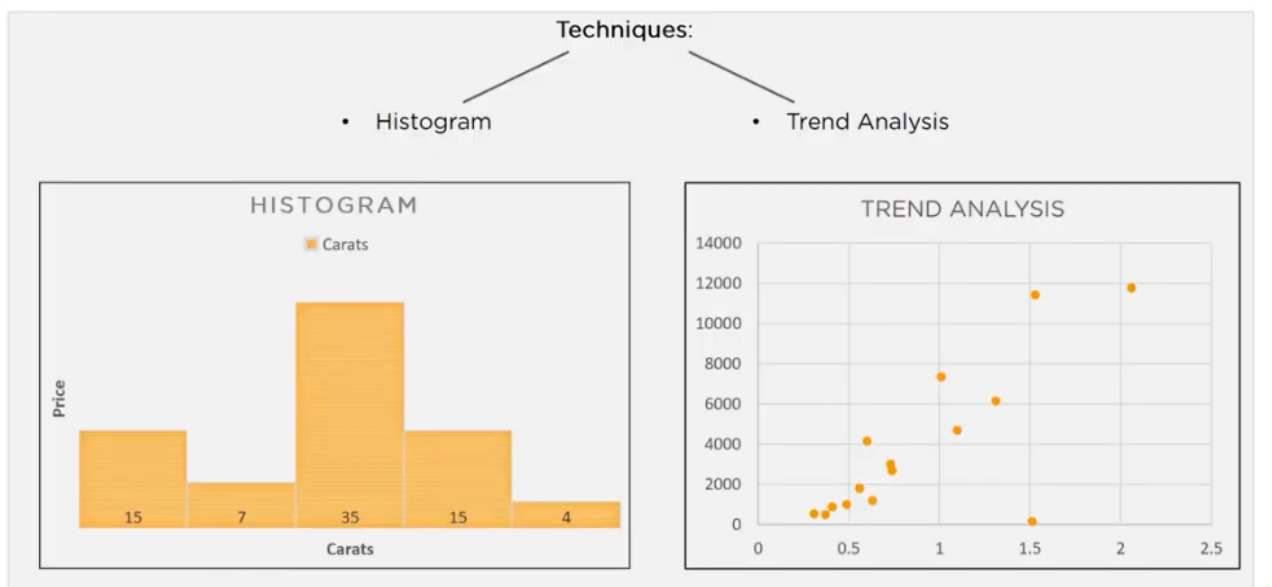 Techniques:
• Histogram
• Trend Analysis
HISTOGRAM
Carats
Price
15 7 35 15 4
Carats
TREND ANALYSIS
14000
12000
10000
8000
6000
4000
2000
0
0 0.5 1 1.5 2 2.5